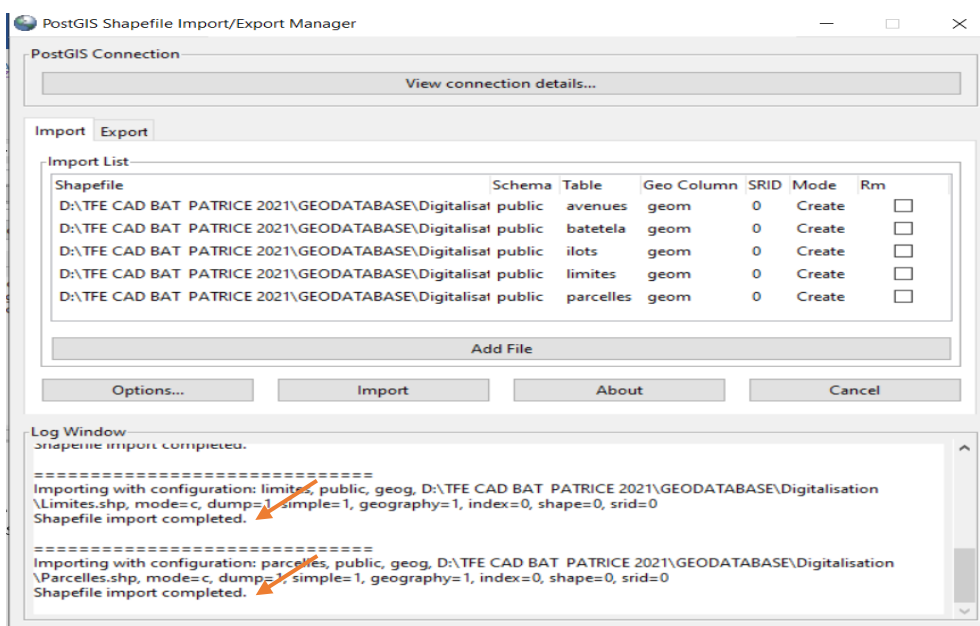 PostGIS Shapefile Import/Export Manager
PostGIS Connection
View connection details...
Import Export
Import List
Shapefile Schema Table Geo Column SRID Mode Rm
D:\TFE CAD BAT PATRICE 2021\GEODATABASE\Digitalisat public avenues geom 0 Create
D:\TFE CAD BAT PATRICE 2021\GEODATABASE\Digitalisat public batetela geom 0 Create
D:\TFE CAD BAT PATRICE 2021\GEODATABASE\Digitalisat public ilots geom 0 Create
D:\TFE CAD BAT PATRICE 2021\GEODATABASE\Digitalisat public limites geom 0 Create
D:\TFE CAD BAT PATRICE 2021\GEODATABASE\Digitalisat public parcelles geom 0 Create
Add File
Options... Import About Cancel
Log Window
Shapefile import completed.
==============================
Importing with configuration: limites, public, geog, D:\TFE CAD BAT PATRICE 2021\GEODATABASE\Digitalisation
\Limites.shp, mode=c, dump=1, simple=1, geography=1, index=0, shape=0, srid=0
Shapefile import completed.
==============================
Importing with configuration: parcelles, public, geog, D:\TFE CAD BAT PATRICE 2021\GEODATABASE\Digitalisation
\Parcelles.shp, mode=c, dump=1, simple=1, geography=1, index=0, shape=0, srid=0
Shapefile import completed.